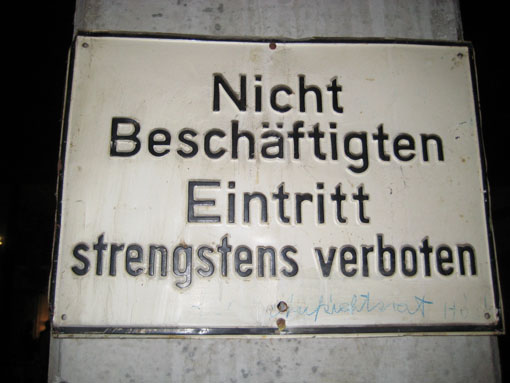 Nicht
Beschäftigten
Eintritt
strengstens verboten